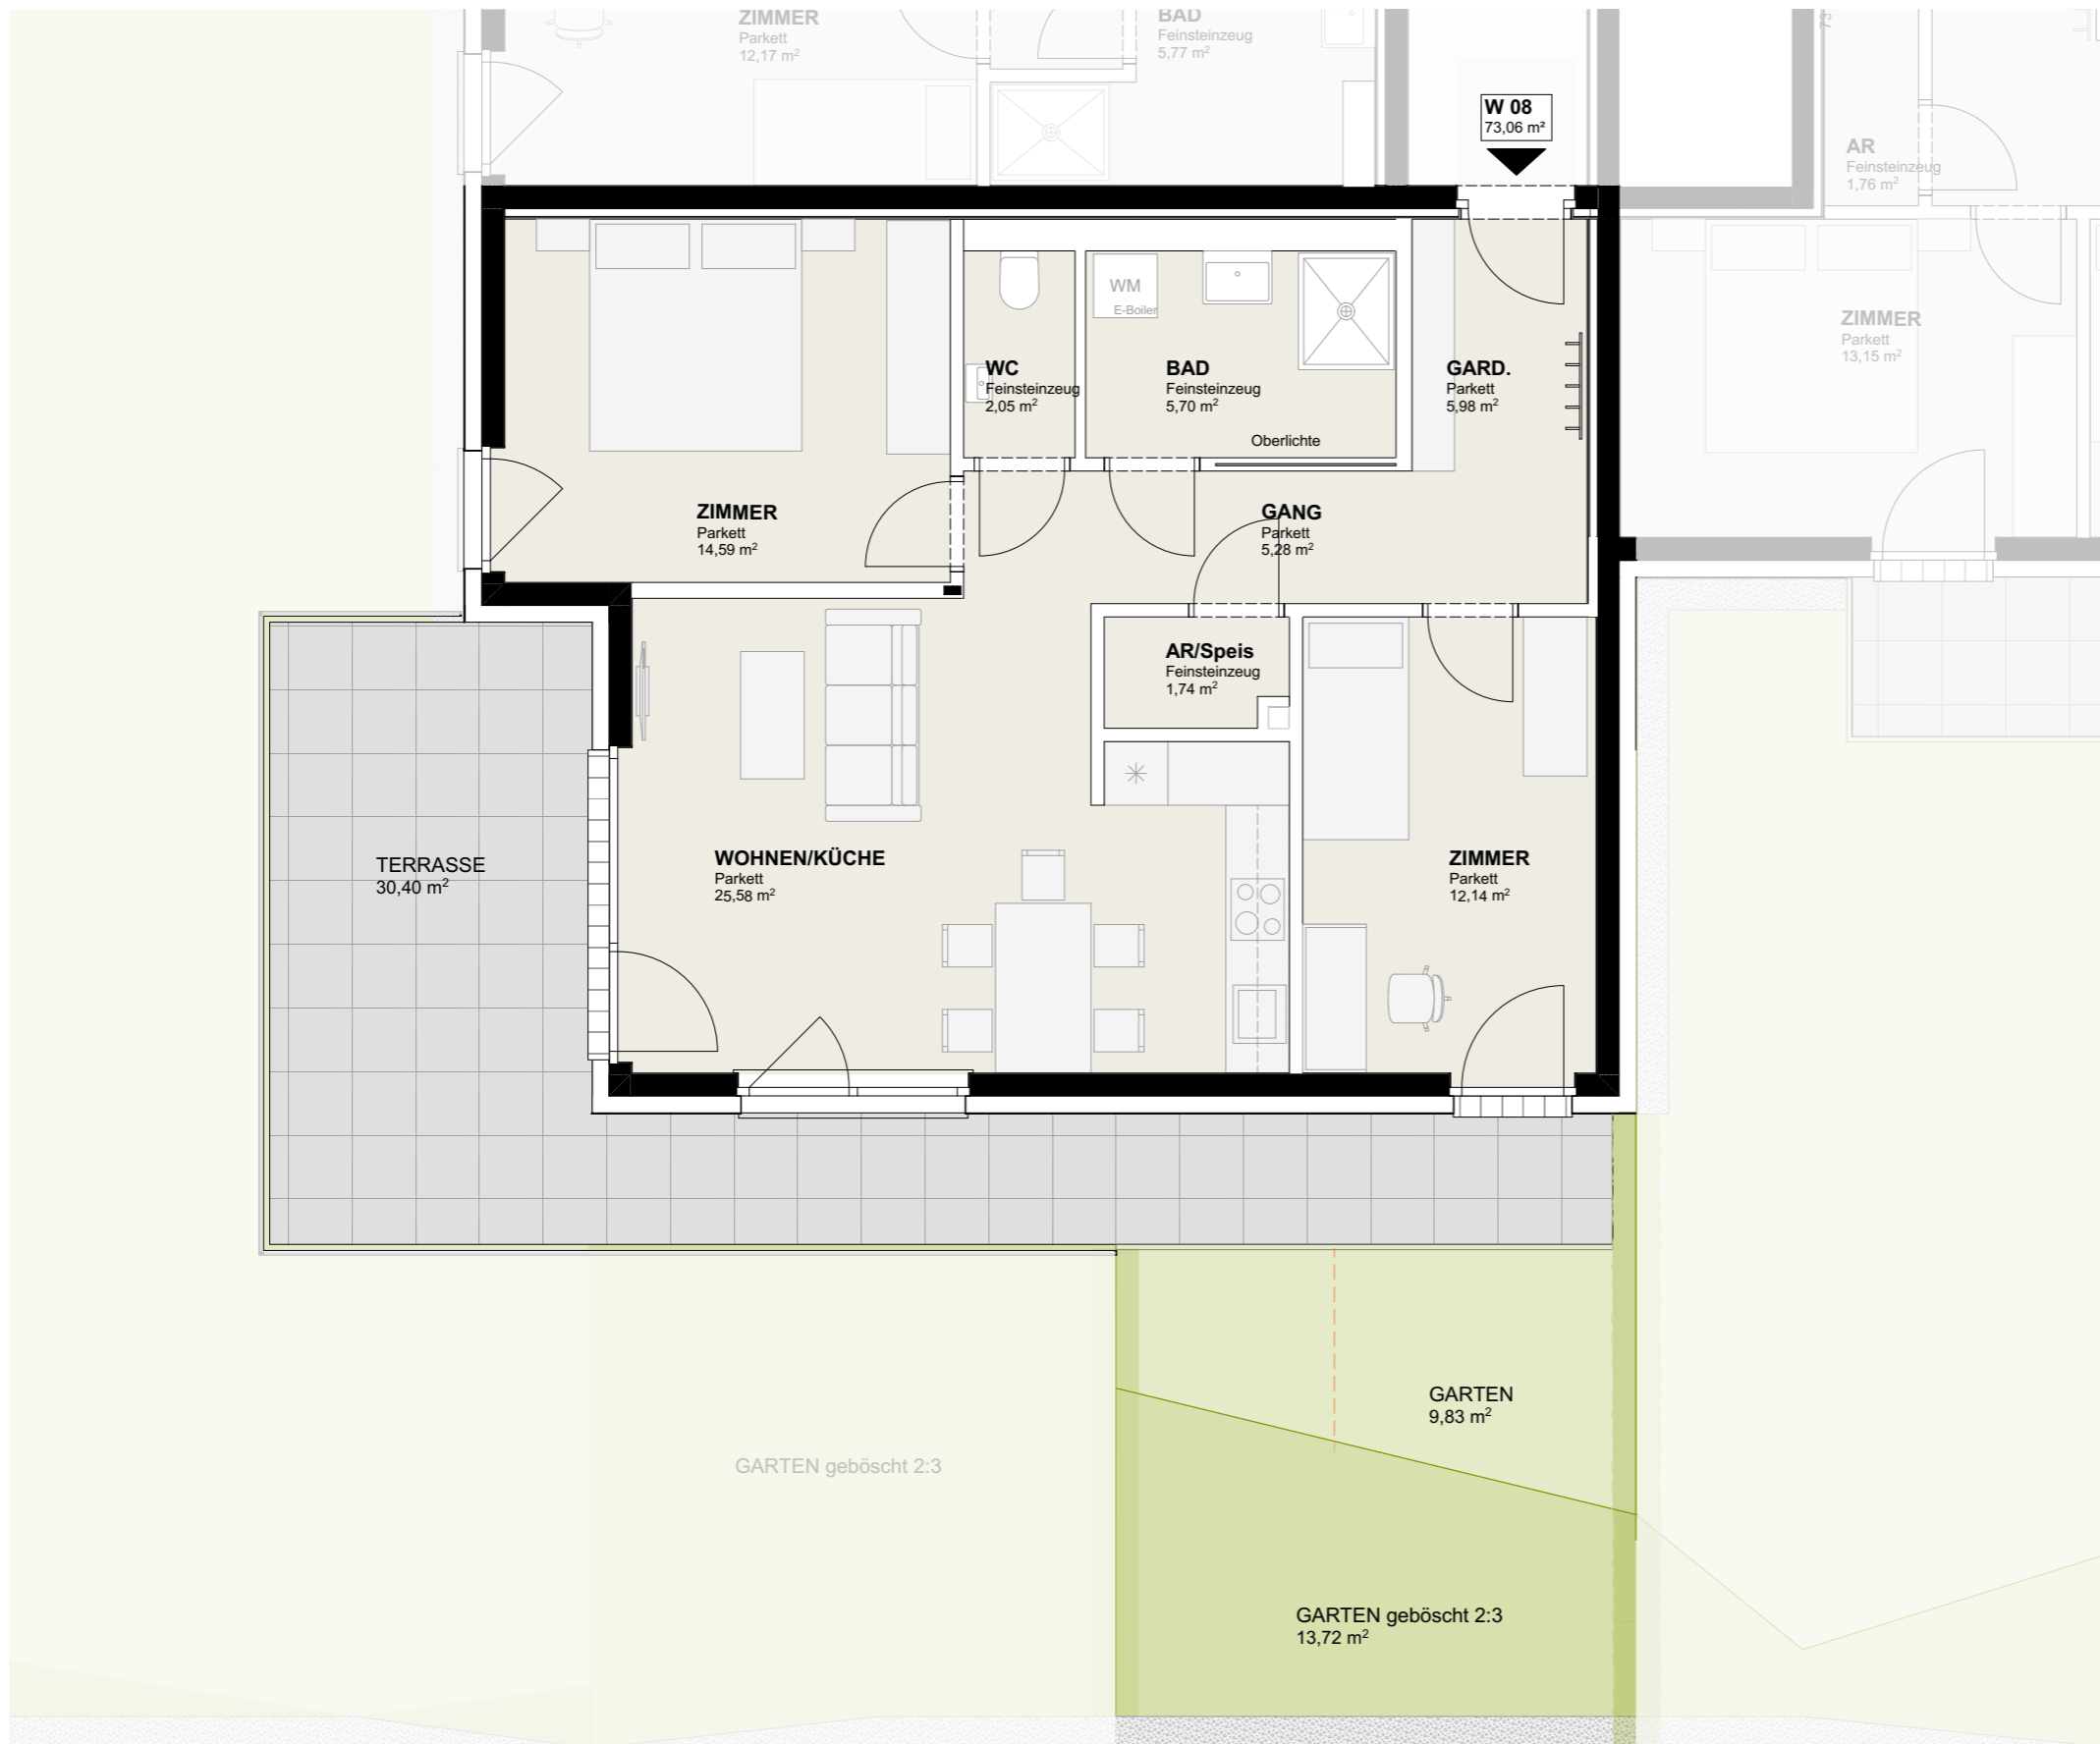 ZIMMER
Parkett
12,17 m²
BAD
Feinsteinzeug
5,77 m²
73
W 08
73,06 m²
AR
Feinsteinzeug
1,76 m²
ZIMMER
Parkett
13,15 m²
WM
E-Boiler
WC
Feinsteinzeug
2,05 m²
BAD
Feinsteinzeug
5,70 m²
GARD.
Parkett
5,98 m²
Oberlichte
ZIMMER
Parkett
14,59 m²
GANG
Parkett
5,28 m²
AR/Speis
Feinsteinzeug
1,74 m²
TERRASSE
30,40 m²
WOHNEN/KÜCHE
Parkett
25,58 m²
ZIMMER
Parkett
12,14 m²
GARTEN
9,83 m²
GARTEN geböscht 2:3
GARTEN geböscht 2:3
13,72 m²